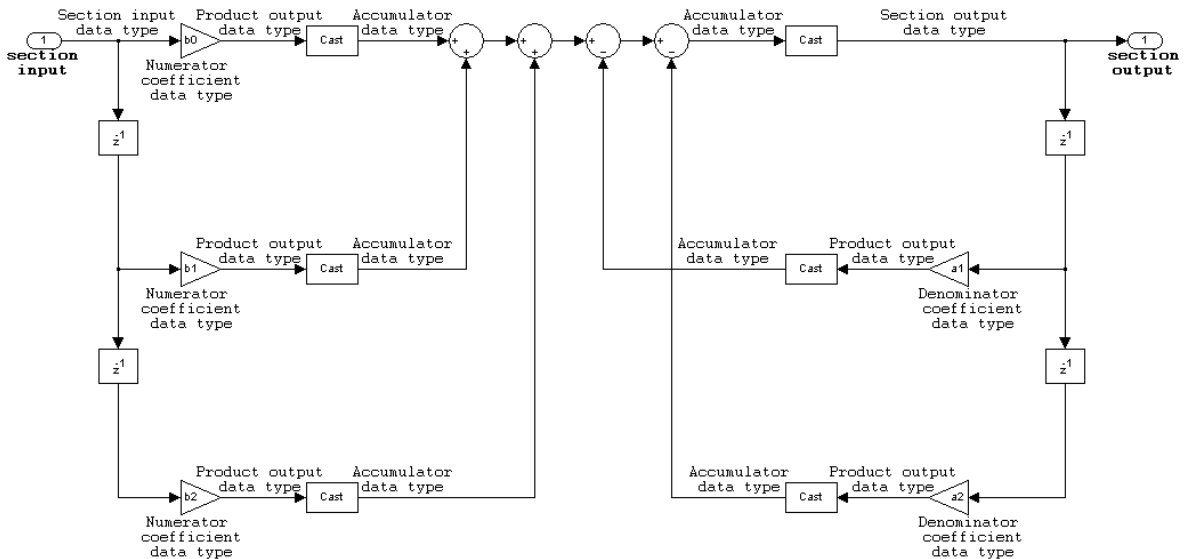 Section input
data type
Product output
data type
Accumulator
data type
Accumulator
data type
Section output
data type
1
section
input
b0
Cast
+
+
+
+
+
−
+
−
Cast
1
section
output
Numerator
coefficient
data type
z-1
z-1
Product output
data type
Accumulator
data type
Accumulator
data type
Product output
data type
b1
Cast
Cast
a1
Numerator
coefficient
data type
Denominator
coefficient
data type
z-1
z-1
Product output
data type
Accumulator
data type
Accumulator
data type
Product output
data type
b2
Cast
Cast
a2
Numerator
coefficient
data type
Denominator
coefficient
data type